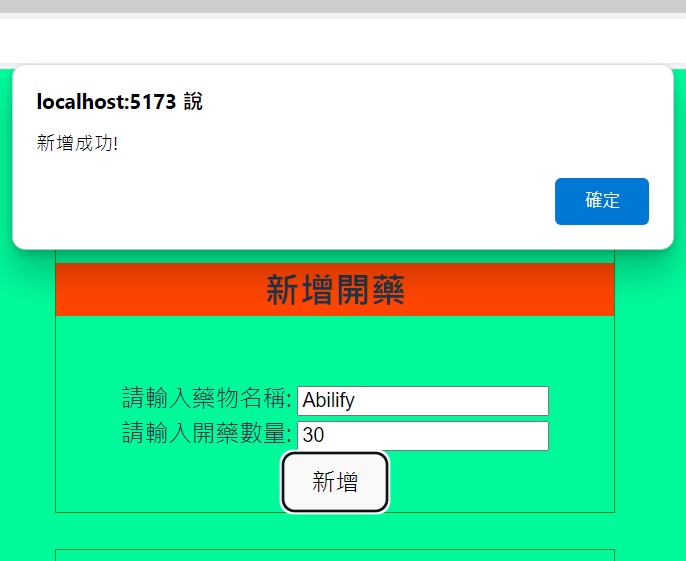 localhost:5173 說
新增成功!
確定
新增開藥
請輸入藥物名稱: Abilify
請輸入開藥數量: 30
新增